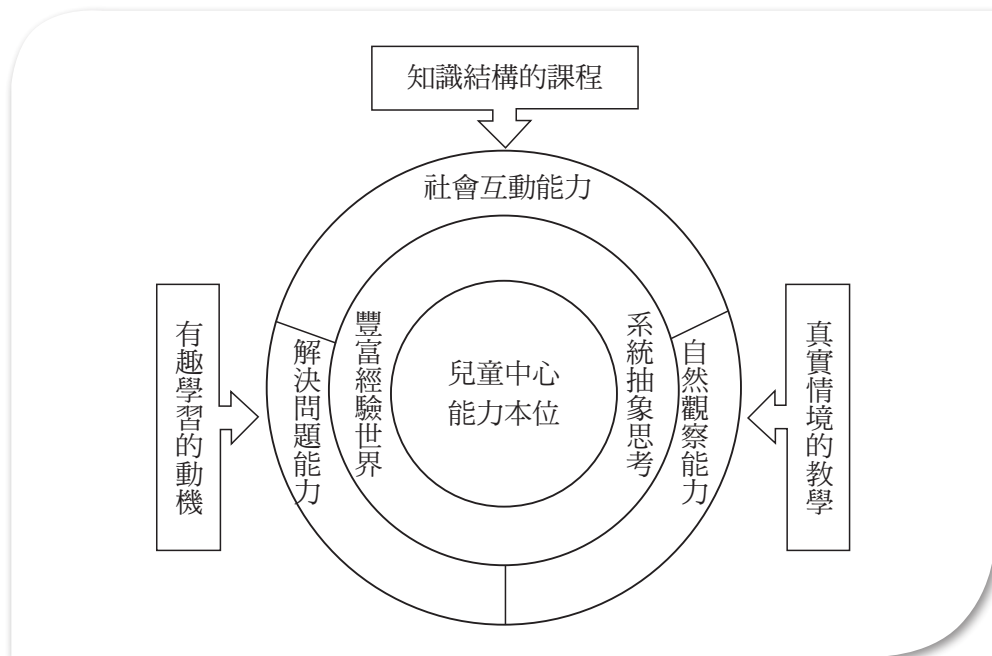 知識結構的課程
社會互動能力
有趣學習的動機
解決問題能力
豐富經驗世界
兒童中心
能力本位
系統抽象思考
自然觀察能力
真實情境的教學